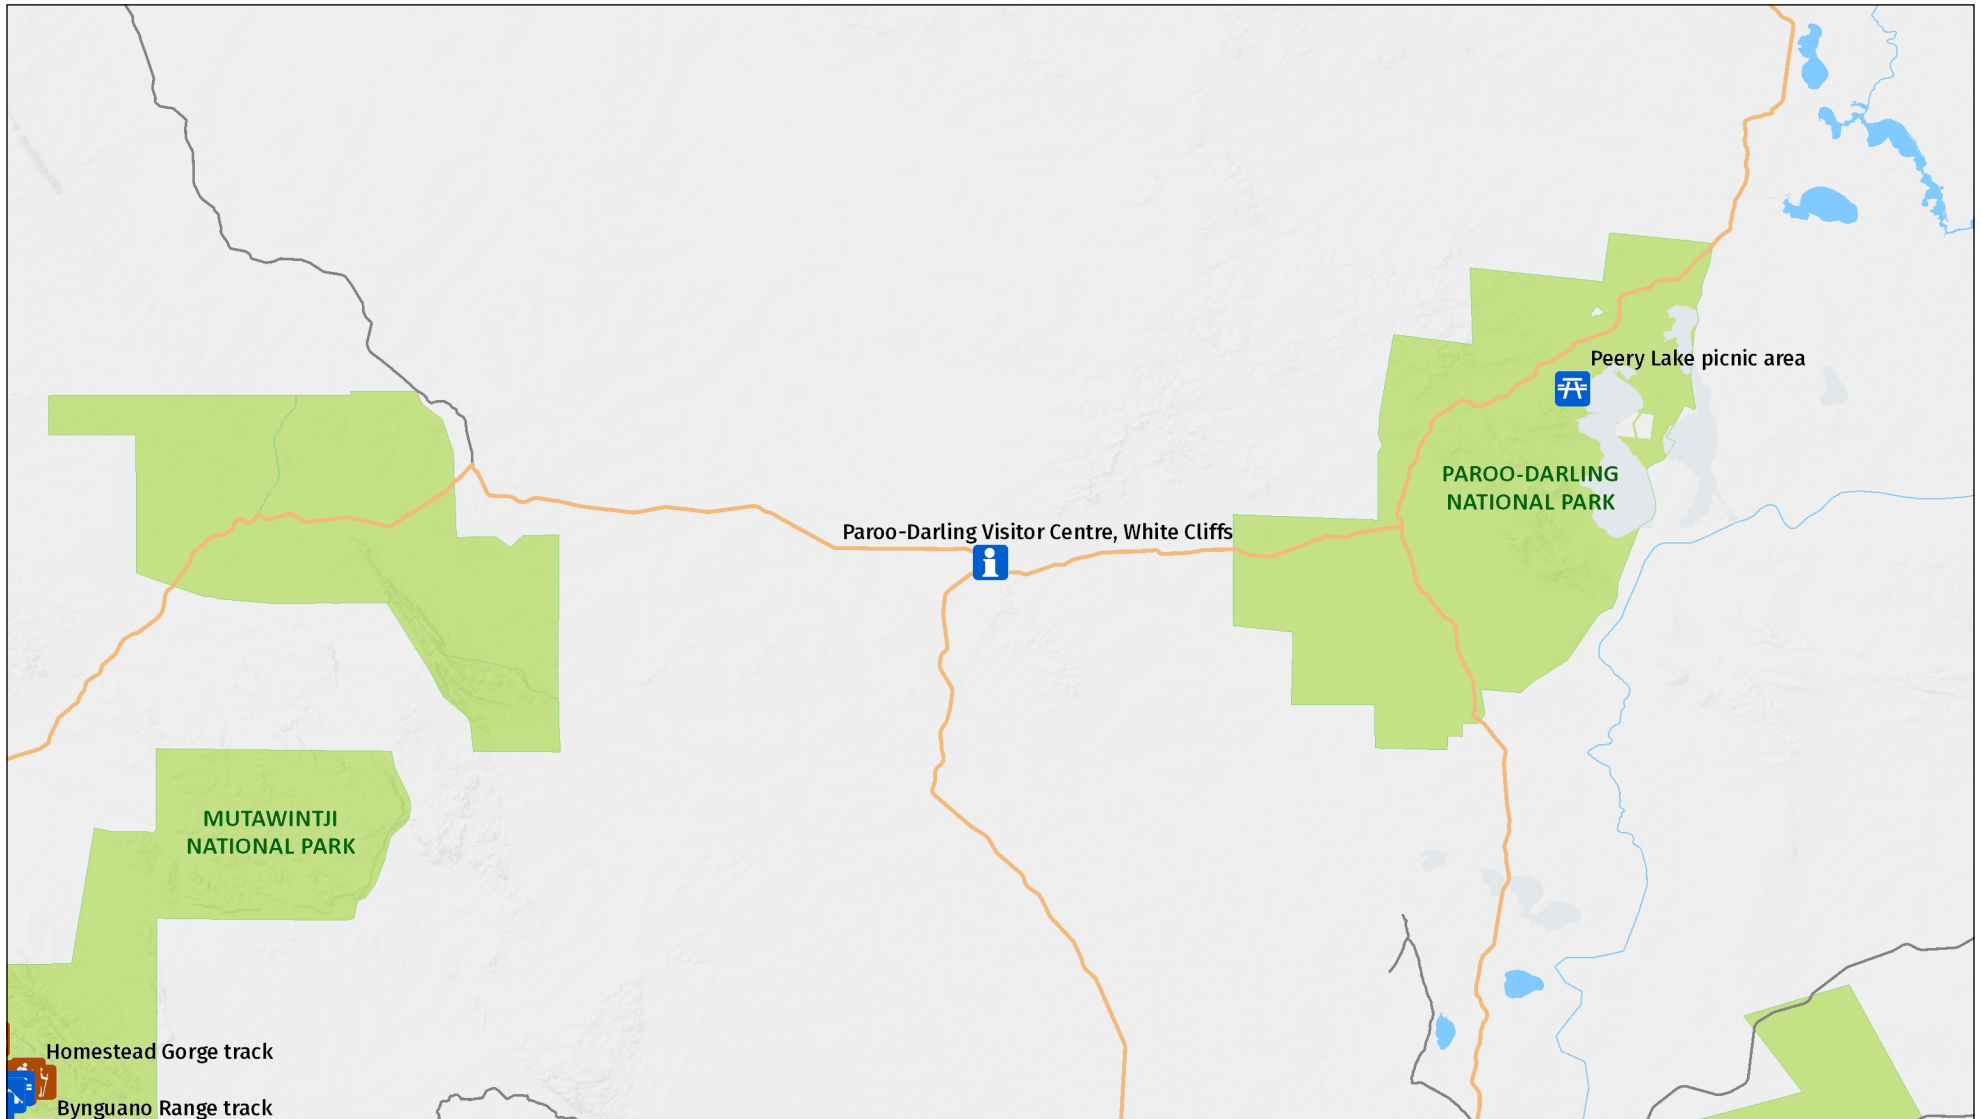 Peery Lake picnic area
PAROO-DARLING
NATIONAL PARK
Paroo-Darling Visitor Centre, White Cliffs
MUTAWINTJI
NATIONAL PARK
Homestead Gorge track
Bynguano Range track